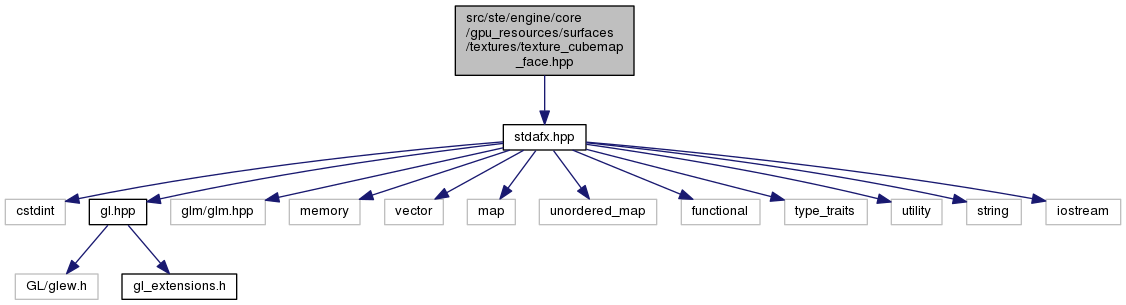 src/ste/engine/core
/gpu_resources/surfaces
/textures/texture_cubemap
_face.hpp
stdafx.hpp
cstdint
gl.hpp
glm/glm.hpp
memory
vector
map
unordered_map
functional
type_traits
utility
string
iostream
GL/glew.h
gl_extensions.h